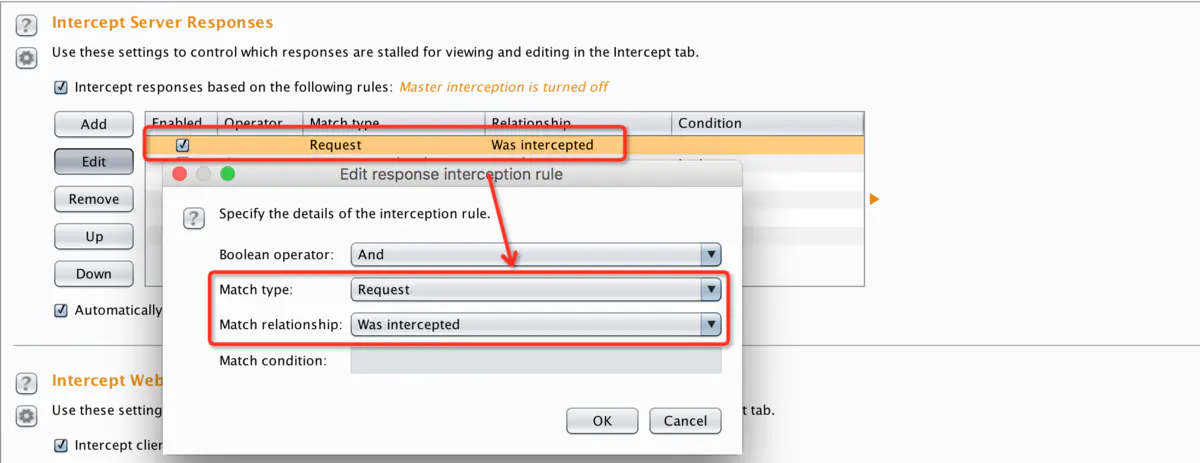 Intercept Server Responses
Use these settings to control which responses are stalled for viewing and editing in the Intercept tab.
Intercept responses based on the following rules: Master interception is turned off
Add
Enabled Operator Match type Relationship Condition
Request Was intercepted
Edit
Edit response interception rule
Remove
Specify the details of the interception rule.
Up
Boolean operator: And
Down
Match type: Request
Automatically
Match relationship: Was intercepted
Match condition:
Intercept Web
Use these setting t tab.
OK Cancel
Intercept clien